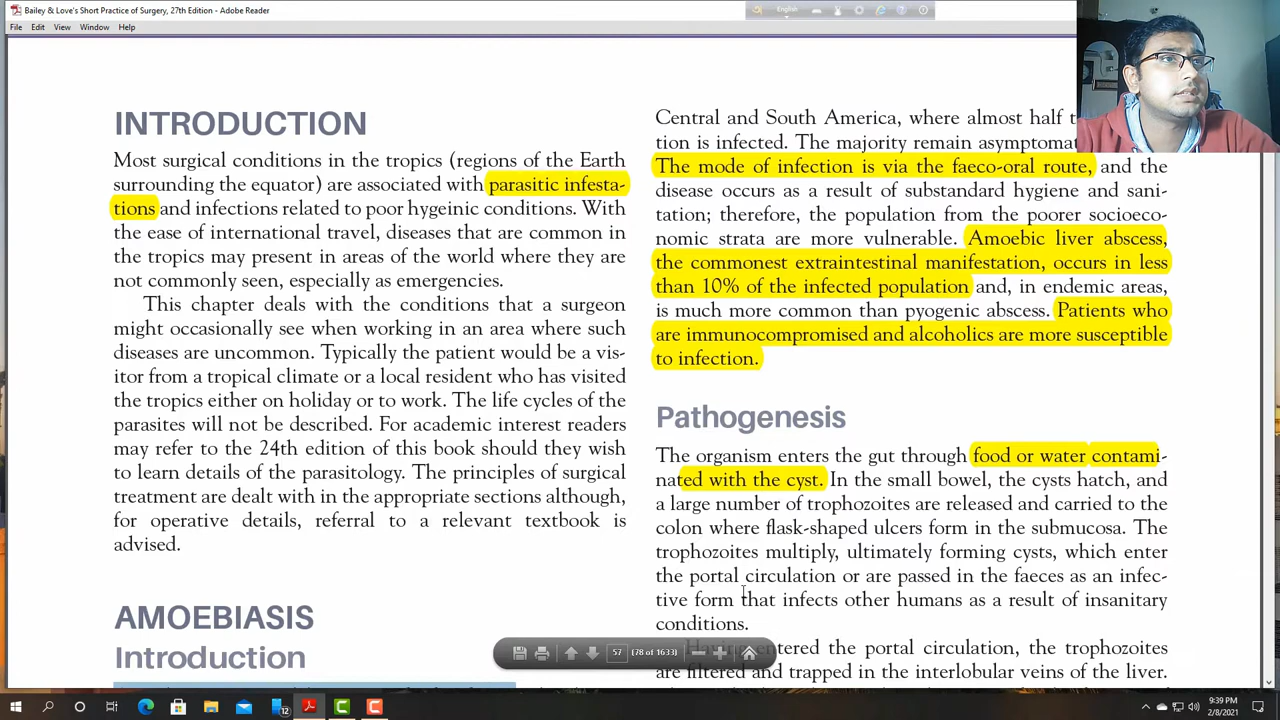 Bailey & Love's Short Practice of Surgery, 27th Edition - Adobe Reader
English
File Edit View Window Help
INTRODUCTION
Most surgical conditions in the tropics (regions of the Earth
surrounding the equator) are associated with parasitic infesta-
tions and infections related to poor hygeinic conditions. With
the ease of international travel, diseases that are common in
the tropics may present in areas of the world where they are
not commonly seen, especially as emergencies.
This chapter deals with the conditions that a surgeon
might occasionally see when working in an area where such
diseases are uncommon. Typically the patient would be a vis-
itor from a tropical climate or a local resident who has visited
the tropics either on holiday or to work. The life cycles of the
parasites will not be described. For academic interest readers
may refer to the 24th edition of this book should they wish
to learn details of the parasitology. The principles of surgical
treatment are dealt with in the appropriate sections although,
for operative details, referral to a relevant textbook is
advised.
AMOEBIASIS
Introduction
Central and South America, where almost half
tion is infected. The majority remain asymptomat
The mode of infection is via the faeco-oral route, and the
disease occurs as a result of substandard hygiene and sani-
tation; therefore, the population from the poorer socioeco-
nomic strata are more vulnerable. Amoebic liver abscess,
the commonest extraintestinal manifestation, occurs in less
than 10% of the infected population and, in endemic areas,
is much more common than pyogenic abscess. Patients who
are immunocompromised and alcoholics are more susceptible
to infection.
Pathogenesis
The organism enters the gut through food or water contami-
nated with the cyst. In the small bowel, the cysts hatch, and
a large number of trophozoites are released and carried to the
colon where flask-shaped ulcers form in the submucosa. The
trophozoites multiply, ultimately forming cysts, which enter
the portal circulation or are passed in the faeces as an infec-
tive form that infects other humans as a result of insanitary
conditions.
entered the portal circulation, the trophozoites
are filtered and trapped in the interlobular veins of the liver.
57 (78 of 1633)
12
9:39 PM
2/8/2021